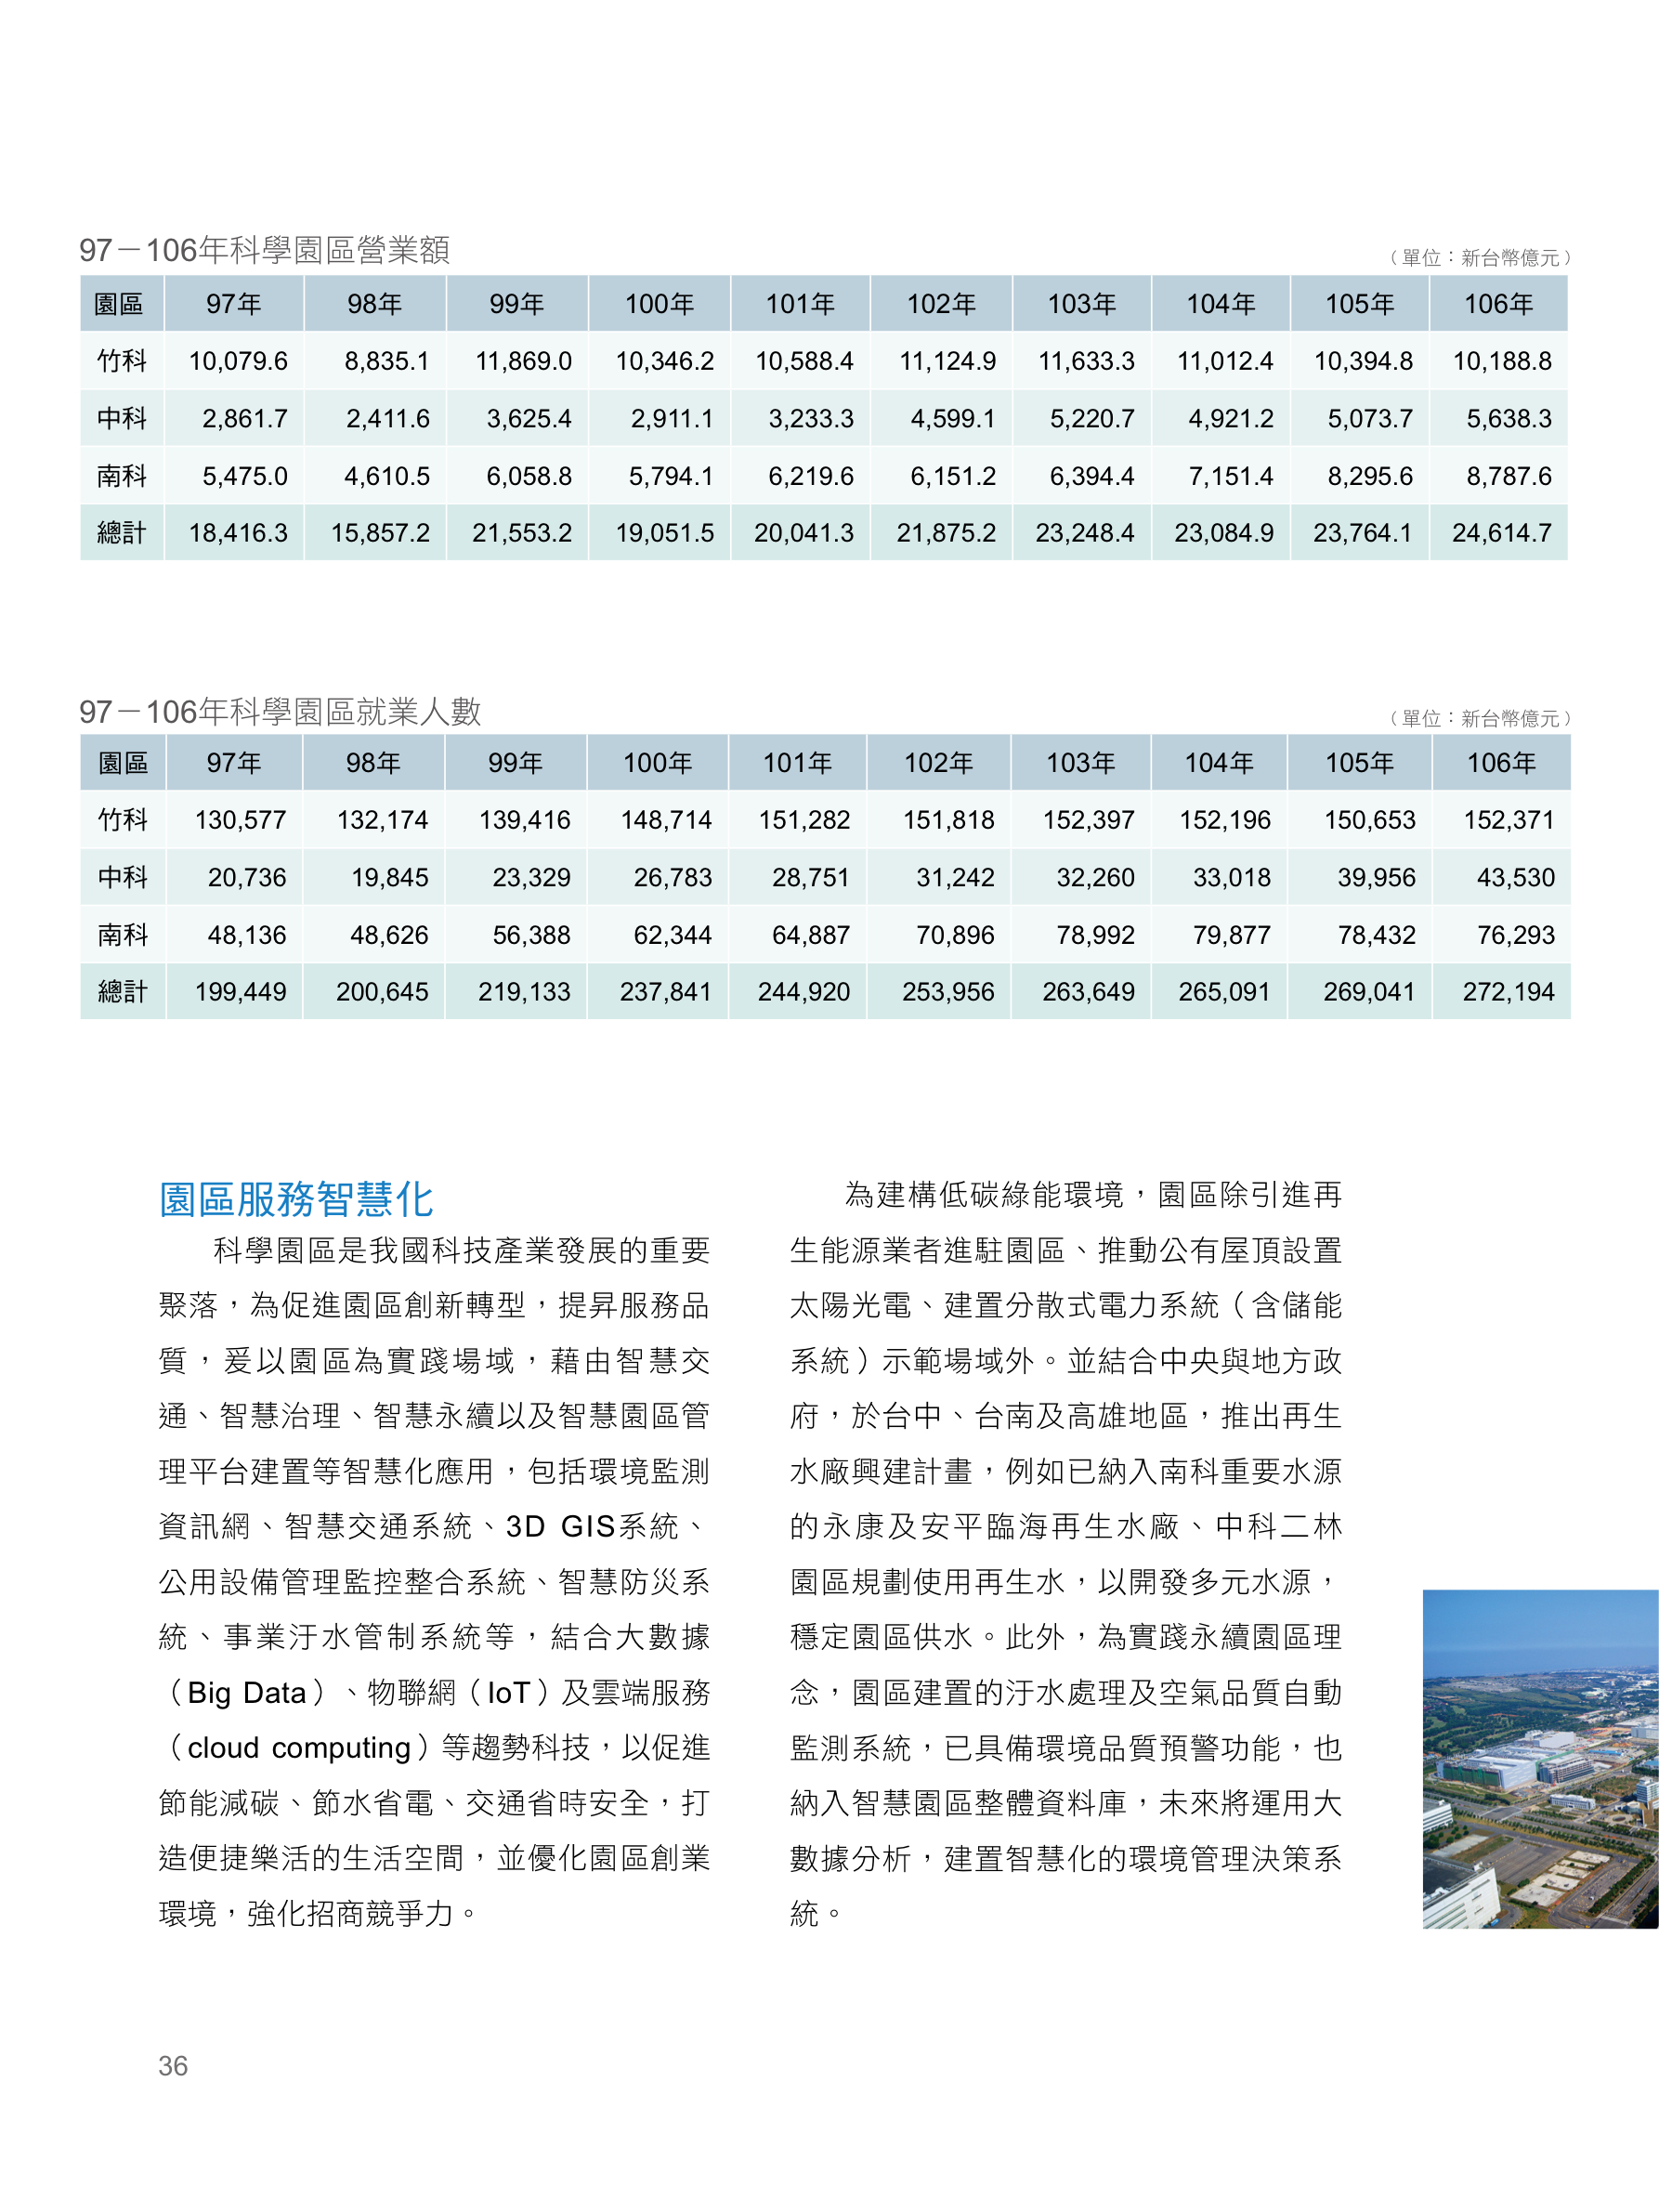 97－106年科學園區營業額
（單位：新台幣億元）
園區 97年 98年 99年 100年 101年 102年 103年 104年 105年 106年
竹科 10,079.6 8,835.1 11,869.0 10,346.2 10,588.4 11,124.9 11,633.3 11,012.4 10,394.8 10,188.8
中科 2,861.7 2,411.6 3,625.4 2,911.1 3,233.3 4,599.1 5,220.7 4,921.2 5,073.7 5,638.3
南科 5,475.0 4,610.5 6,058.8 5,794.1 6,219.6 6,151.2 6,394.4 7,151.4 8,295.6 8,787.6
總計 18,416.3 15,857.2 21,553.2 19,051.5 20,041.3 21,875.2 23,248.4 23,084.9 23,764.1 24,614.7
97－106年科學園區就業人數
（單位：新台幣億元）
園區 97年 98年 99年 100年 101年 102年 103年 104年 105年 106年
竹科 130,577 132,174 139,416 148,714 151,282 151,818 152,397 152,196 150,653 152,371
中科 20,736 19,845 23,329 26,783 28,751 31,242 32,260 33,018 39,956 43,530
南科 48,136 48,626 56,388 62,344 64,887 70,896 78,992 79,877 78,432 76,293
總計 199,449 200,645 219,133 237,841 244,920 253,956 263,649 265,091 269,041 272,194
園區服務智慧化
科學園區是我國科技產業發展的重要
聚落，為促進園區創新轉型，提昇服務品
質，爰以園區為實踐場域，藉由智慧交
通、智慧治理、智慧永續以及智慧園區管
理平台建置等智慧化應用，包括環境監測
資訊網、智慧交通系統、3D GIS系統、
公用設備管理監控整合系統、智慧防災系
統、事業汙水管制系統等，結合大數據
（Big Data）、物聯網（IoT）及雲端服務
（cloud computing）等趨勢科技，以促進
節能減碳、節水省電、交通省時安全，打
造便捷樂活的生活空間，並優化園區創業
環境，強化招商競爭力。
為建構低碳綠能環境，園區除引進再
生能源業者進駐園區、推動公有屋頂設置
太陽光電、建置分散式電力系統（含儲能
系統）示範場域外。並結合中央與地方政
府，於台中、台南及高雄地區，推出再生
水廠興建計畫，例如已納入南科重要水源
的永康及安平臨海再生水廠、中科二林
園區規劃使用再生水，以開發多元水源，
穩定園區供水。此外，為實踐永續園區理
念，園區建置的汙水處理及空氣品質自動
監測系統，已具備環境品質預警功能，也
納入智慧園區整體資料庫，未來將運用大
數據分析，建置智慧化的環境管理決策系
統。
36